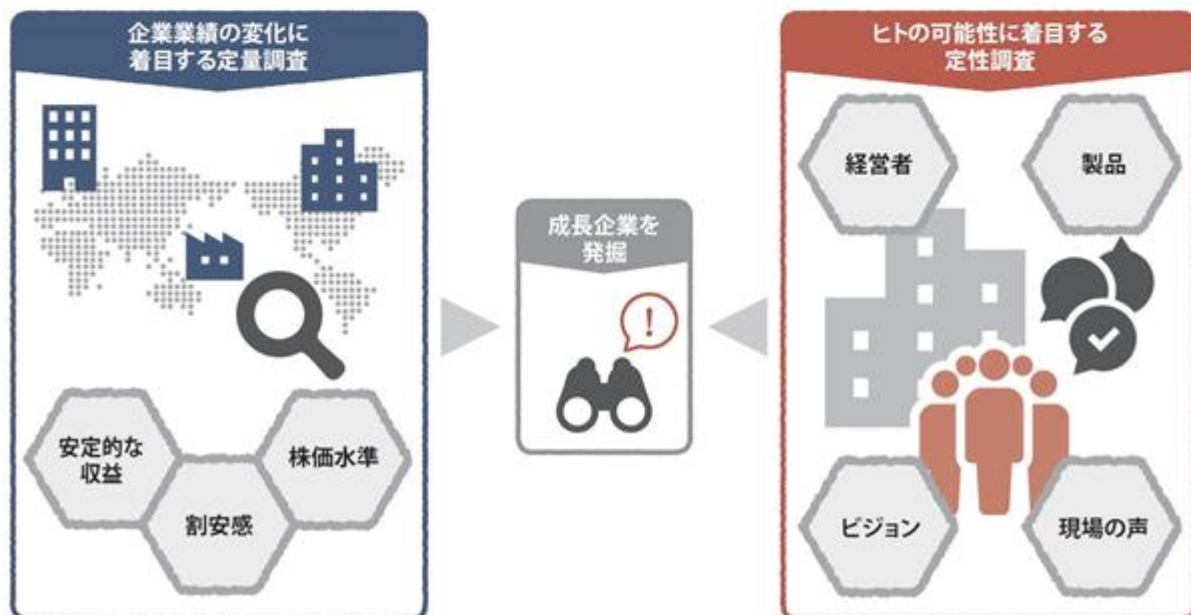 企業業績の変化に
着目する定量調査
安定的な
収益
割安感
株価水準
成長企業を
発掘
!
ヒトの可能性に着目する
定性調査
経営者
製品
ビジョン
現場の声